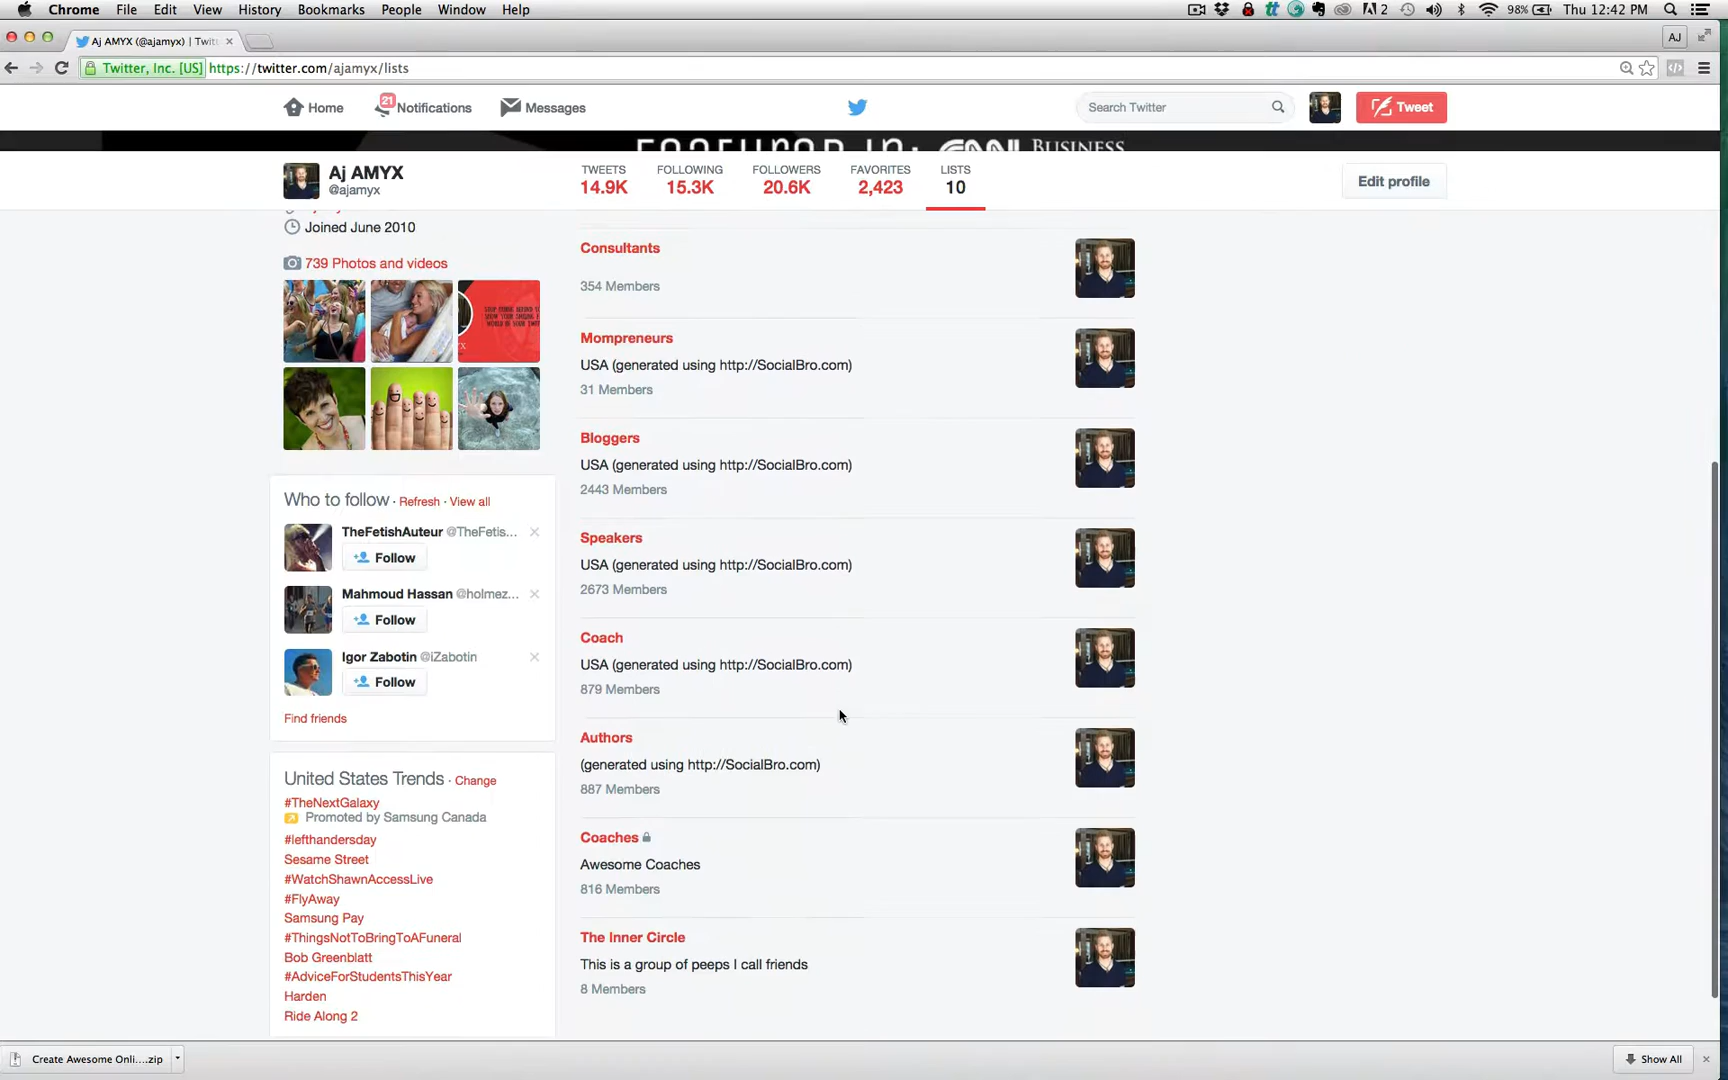 Chrome File Edit View History Bookmarks People Window Help
2 98% Thu 12:42 PM
Aj AMYX (@ajamyx) | Twitt
AJ
Twitter, Inc. [US] https://twitter.com/ajamyx/lists
Home 21 Notifications Messages
Search Twitter
Tweet
Featured in: CNN BUSINESS
Aj AMYX
@ajamyx
TWEETS FOLLOWING FOLLOWERS FAVORITES LISTS
14.9K 15.3K 20.6K 2,423 10
Edit profile
Joined June 2010
739 Photos and videos
Who to follow · Refresh · View all
TheFetishAuteur @TheFetis...
Follow
Mahmoud Hassan @holmez...
Follow
Igor Zabotin @iZabotin
Follow
Find friends
United States Trends · Change
#TheNextGalaxy
Promoted by Samsung Canada
#lefthandersday
Sesame Street
#WatchShawnAccessLive
#FlyAway
Samsung Pay
#ThingsNotToBringToAFuneral
Bob Greenblatt
#AdviceForStudentsThisYear
Harden
Ride Along 2
Consultants
354 Members
Mompreneurs
USA (generated using http://SocialBro.com)
31 Members
Bloggers
USA (generated using http://SocialBro.com)
2443 Members
Speakers
USA (generated using http://SocialBro.com)
2673 Members
Coach
USA (generated using http://SocialBro.com)
879 Members
Authors
(generated using http://SocialBro.com)
887 Members
Coaches
Awesome Coaches
816 Members
The Inner Circle
This is a group of peeps I call friends
8 Members
Create Awesome Onli....zip
Show All